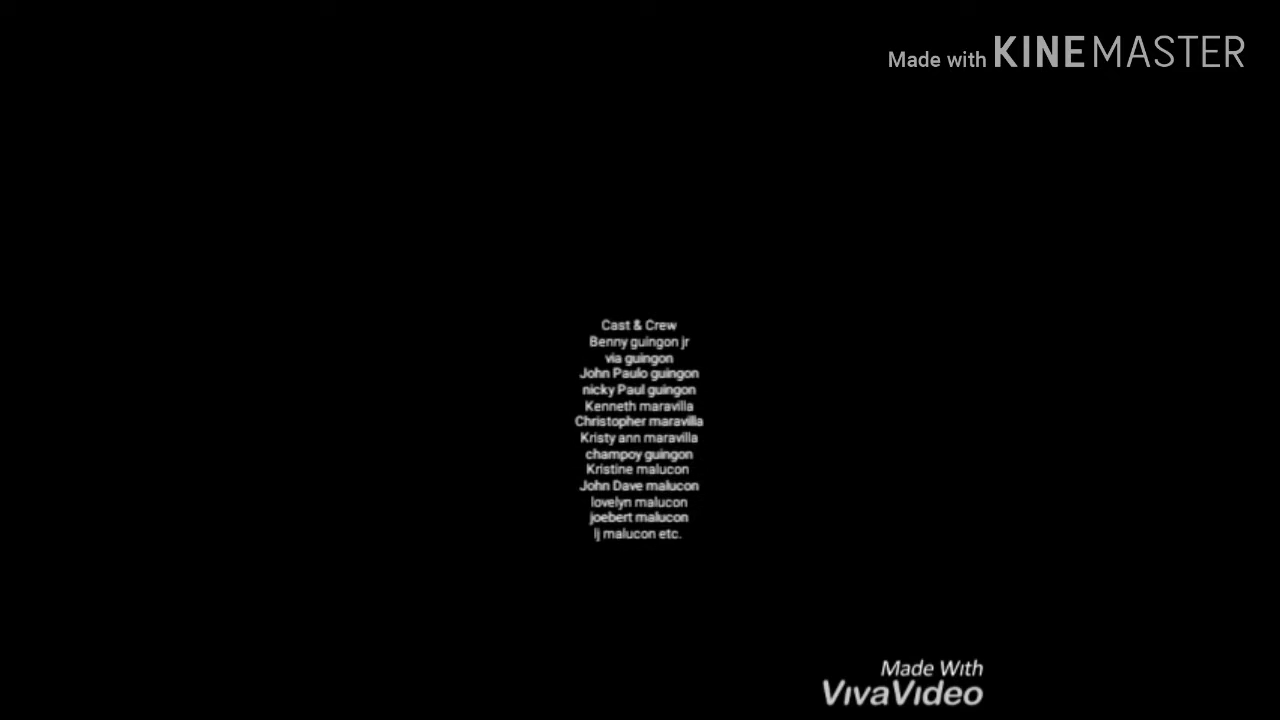 Made with KINEMASTER
Cast & Crew
Benny guingon jr
via guingon
John Paulo guingon
nicky Paul guingon
Kenneth maravilla
Christopher maravilla
Kristy ann maravilla
champoy guingon
Kristine malucon
John Dave malucon
lovelyn malucon
joebert malucon
lj malucon etc.
Made With
VivaVideo